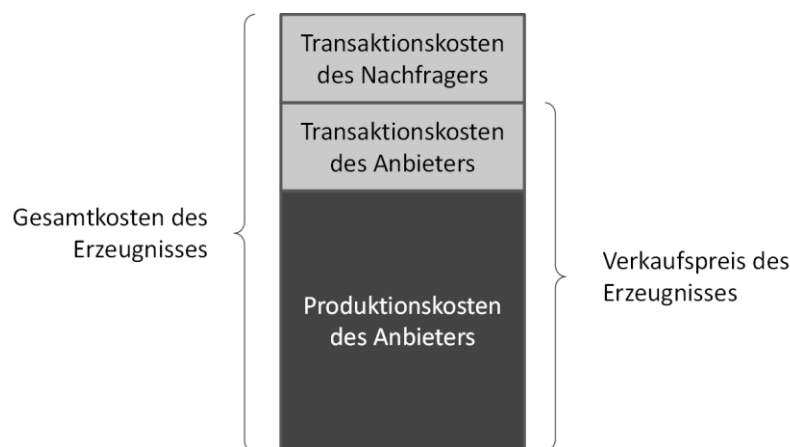 Transaktionskosten
des Nachfragers
Transaktionskosten
des Anbieters
Gesamtkosten des
Erzeugnisses
Verkaufspreis des
Erzeugnisses
Produktionskosten
des Anbieters